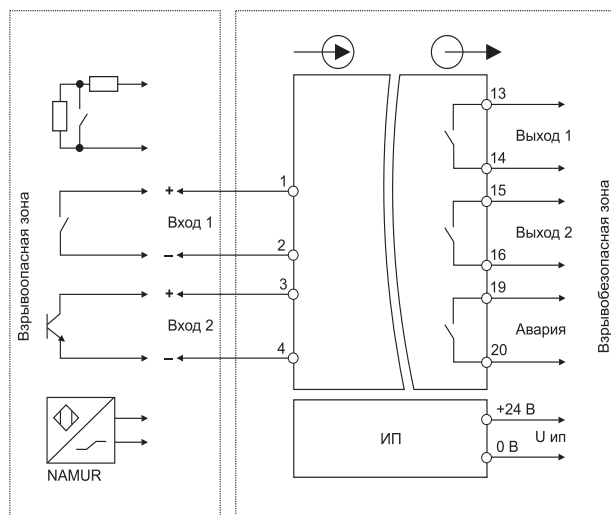 Взрывоопасная зона
+
Вход 1
–
+
Вход 2
–
NAMUR
1
2
3
4
13
Выход 1
14
15
Выход 2
16
19
Авария
20
ИП
+24 В
U ип
0 В
Взрывобезопасная зона